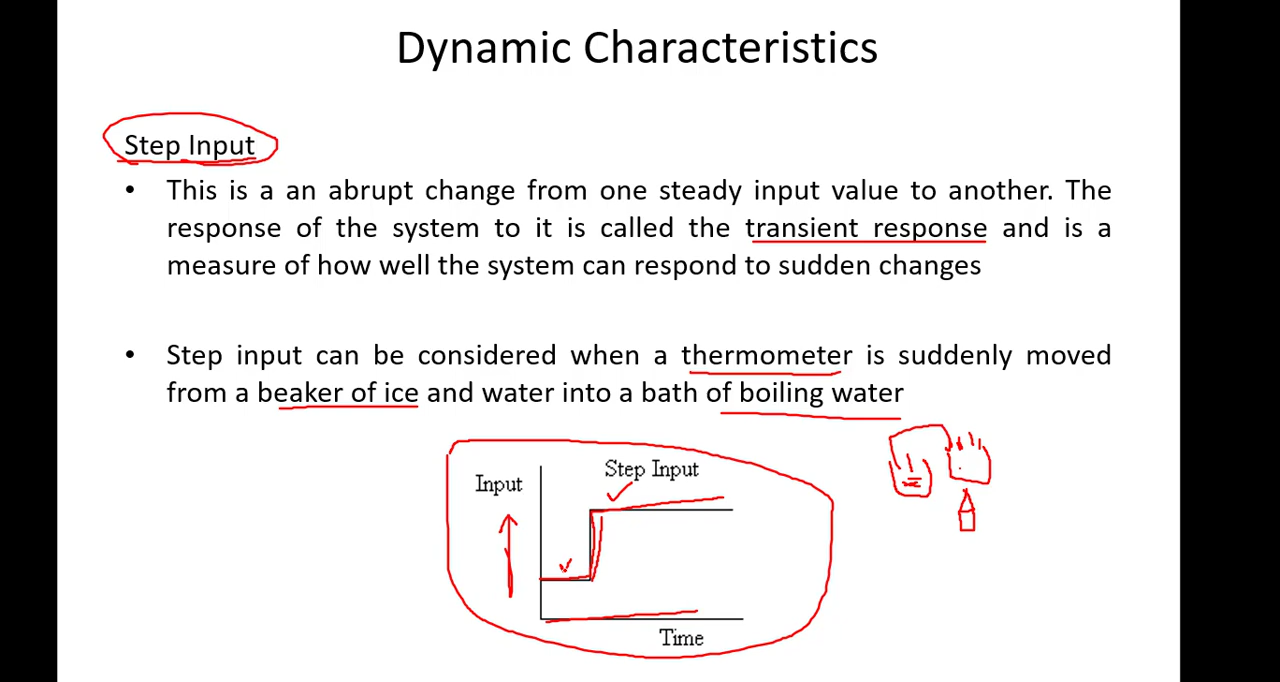 Dynamic Characteristics
Step Input
• This is a an abrupt change from one steady input value to another. The
response of the system to it is called the transient response and is a
measure of how well the system can respond to sudden changes
• Step input can be considered when a thermometer is suddenly moved
from a beaker of ice and water into a bath of boiling water
Step Input
Input
Time